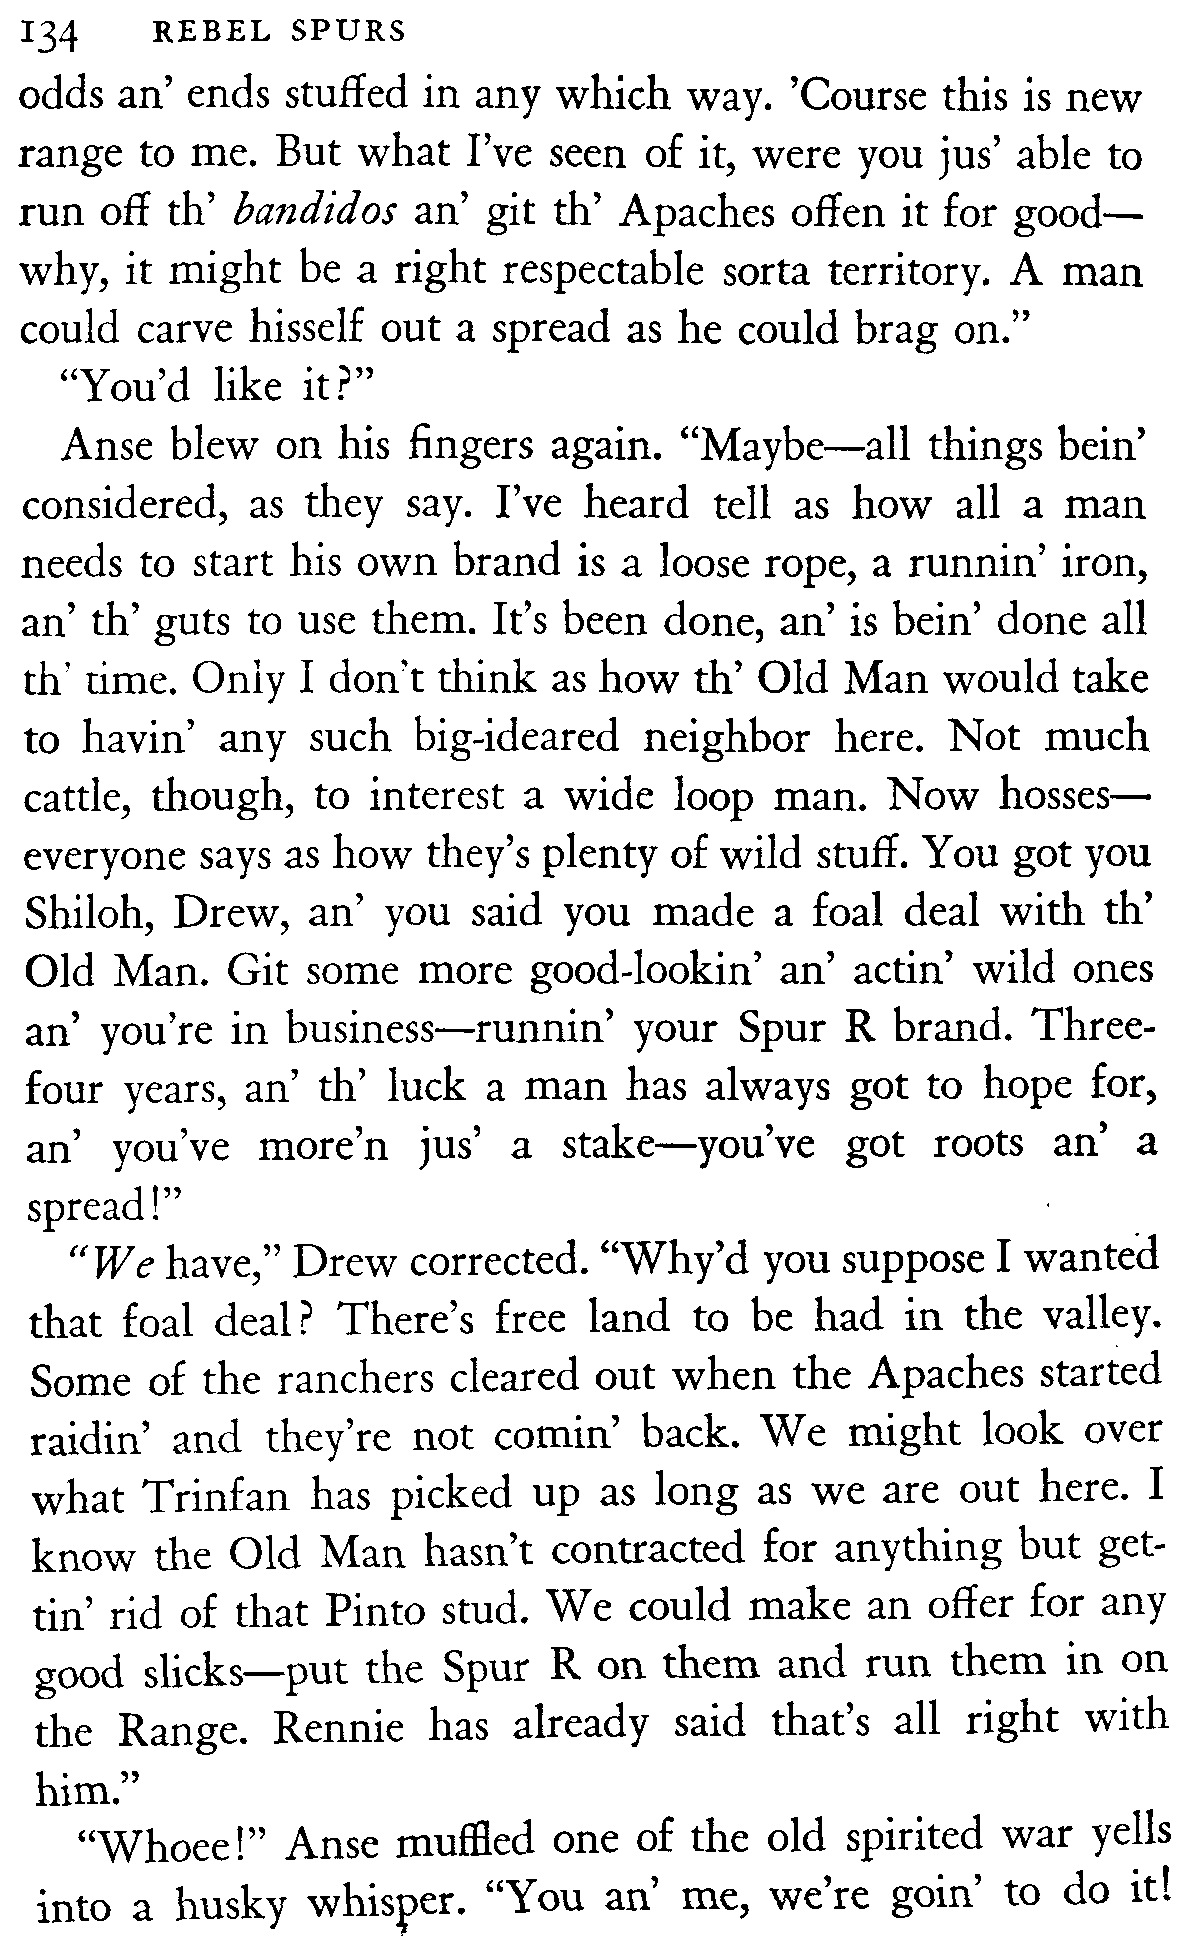 134 REBEL SPURS
odds an’ ends stuffed in any which way. ’Course this is new
range to me. But what I’ve seen of it, were you jus’ able to
run off th’ bandidos an’ git th’ Apaches offen it for good—
why, it might be a right respectable sorta territory. A man
could carve hisself out a spread as he could brag on.”
“You’d like it?”
Anse blew on his fingers again. “Maybe—all things bein’
considered, as they say. I’ve heard tell as how all a man
needs to start his own brand is a loose rope, a runnin’ iron,
an’ th’ guts to use them. It’s been done, an’ is bein’ done all
th’ time. Only I don’t think as how th’ Old Man would take
to havin’ any such big-ideared neighbor here. Not much
cattle, though, to interest a wide loop man. Now hosses—
everyone says as how they’s plenty of wild stuff. You got you
Shiloh, Drew, an’ you said you made a foal deal with th’
Old Man. Git some more good-lookin’ an’ actin’ wild ones
an’ you’re in business—runnin’ your Spur R brand. Three-
four years, an’ th’ luck a man has always got to hope for,
an’ you’ve more’n jus’ a stake—you’ve got roots an’ a
spread!”
“We have,” Drew corrected. “Why’d you suppose I wanted
that foal deal? There’s free land to be had in the valley.
Some of the ranchers cleared out when the Apaches started
raidin’ and they’re not comin’ back. We might look over
what Trinfan has picked up as long as we are out here. I
know the Old Man hasn’t contracted for anything but get-
tin’ rid of that Pinto stud. We could make an offer for any
good slicks—put the Spur R on them and run them in on
the Range. Rennie has already said that’s all right with
him.”
“Whoee!” Anse muffled one of the old spirited war yells
into a husky whisper. “You an’ me, we’re goin’ to do it!